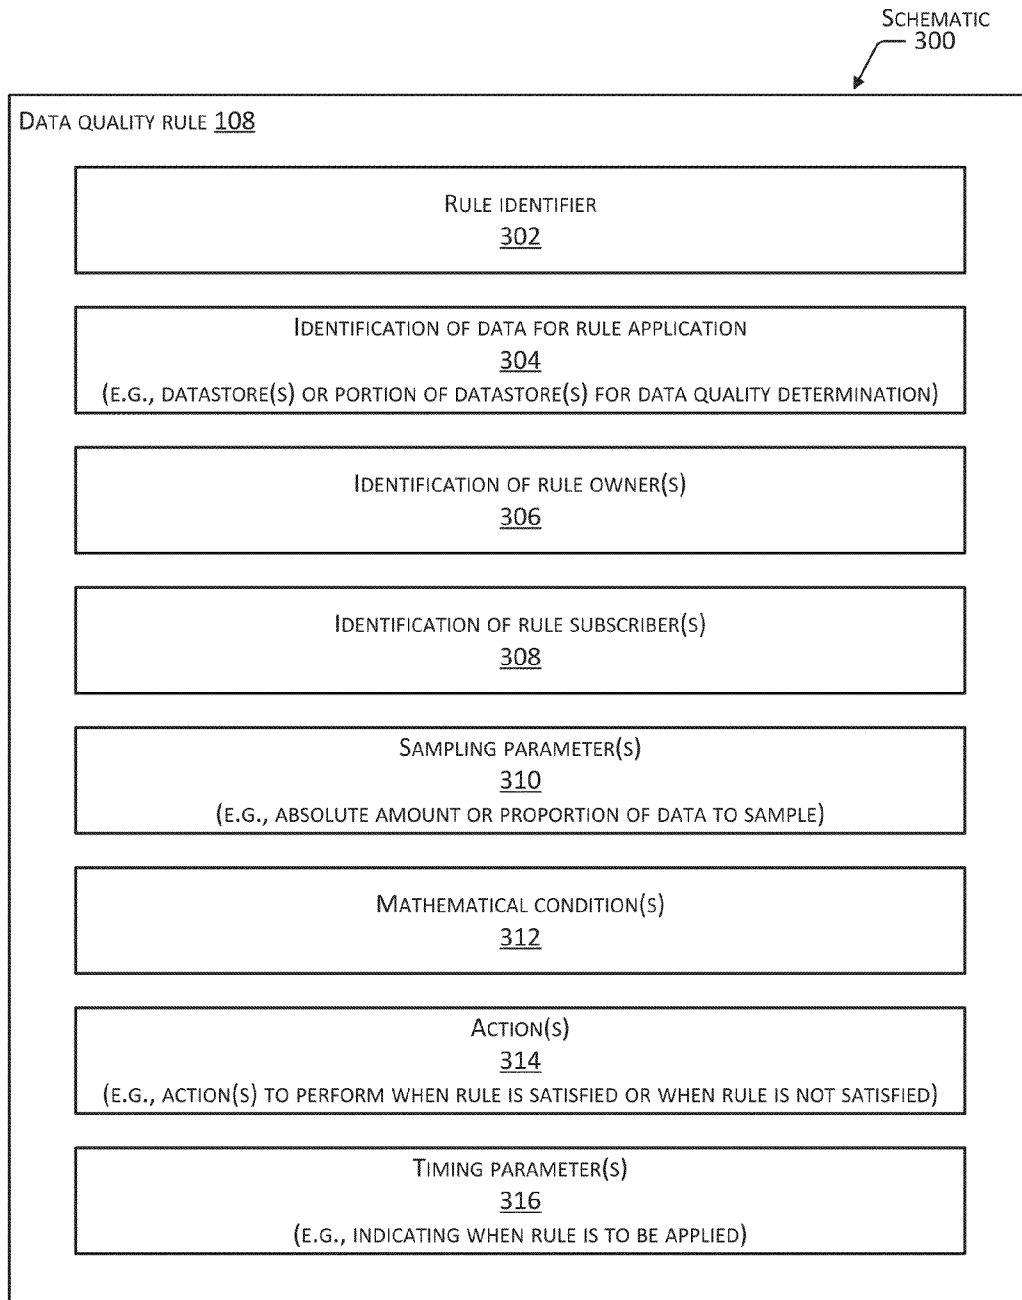 SCHEMATIC
300
DATA QUALITY RULE 108
RULE IDENTIFIER
302
IDENTIFICATION OF DATA FOR RULE APPLICATION
304
(E.G., DATASTORE(S) OR PORTION OF DATASTORE(S) FOR DATA QUALITY DETERMINATION)
IDENTIFICATION OF RULE OWNER(S)
306
IDENTIFICATION OF RULE SUBSCRIBER(S)
308
SAMPLING PARAMETER(S)
310
(E.G., ABSOLUTE AMOUNT OR PROPORTION OF DATA TO SAMPLE)
MATHEMATICAL CONDITION(S)
312
ACTION(S)
314
(E.G., ACTION(S) TO PERFORM WHEN RULE IS SATISFIED OR WHEN RULE IS NOT SATISFIED)
TIMING PARAMETER(S)
316
(E.G., INDICATING WHEN RULE IS TO BE APPLIED)